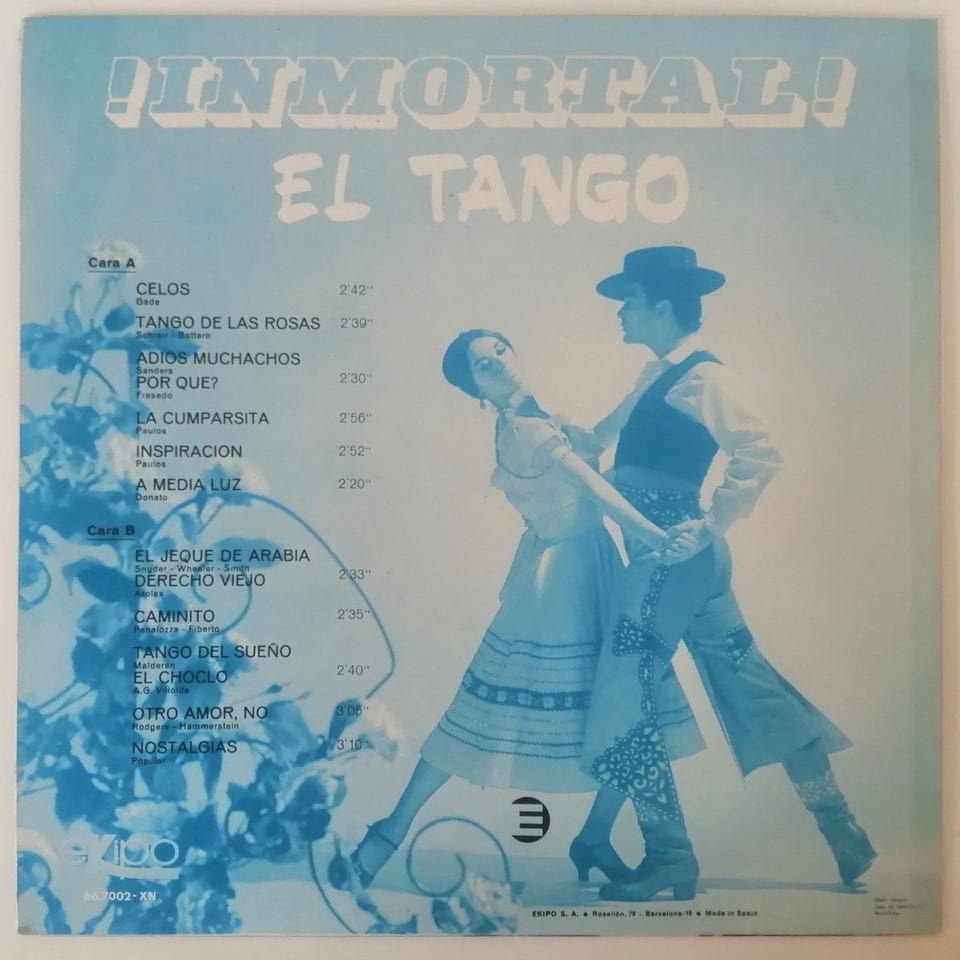 !INMORTAL!
EL TANGO
Cara A
CELOS 2'42"
Gade
TANGO DE LAS ROSAS 2'39"
Schreir - Bottero
ADIOS MUCHACHOS
Sanders
POR QUE? 2'30"
Fresedo
LA CUMPARSITA 2'56"
Paulos
INSPIRACION 2'52"
Paulos
A MEDIA LUZ 2'20"
Donato
Cara B
EL JEQUE DE ARABIA
Snyder - Wheeler - Smith
DERECHO VIEJO 2'33"
Arolas
CAMINITO 2'35"
Penalozza - Fiberto
TANGO DEL SUEÑO
Malderen
EL CHOCLO 2'40"
A.G. Villolda
OTRO AMOR, NO 3'05"
Rodgers - Hammerstein
NOSTALGIAS 3'10"
Popular
ekipo
66.7002-XN
EKIPO S. A. • Rosellón, 79 - Barcelona-15 • Made in Spain